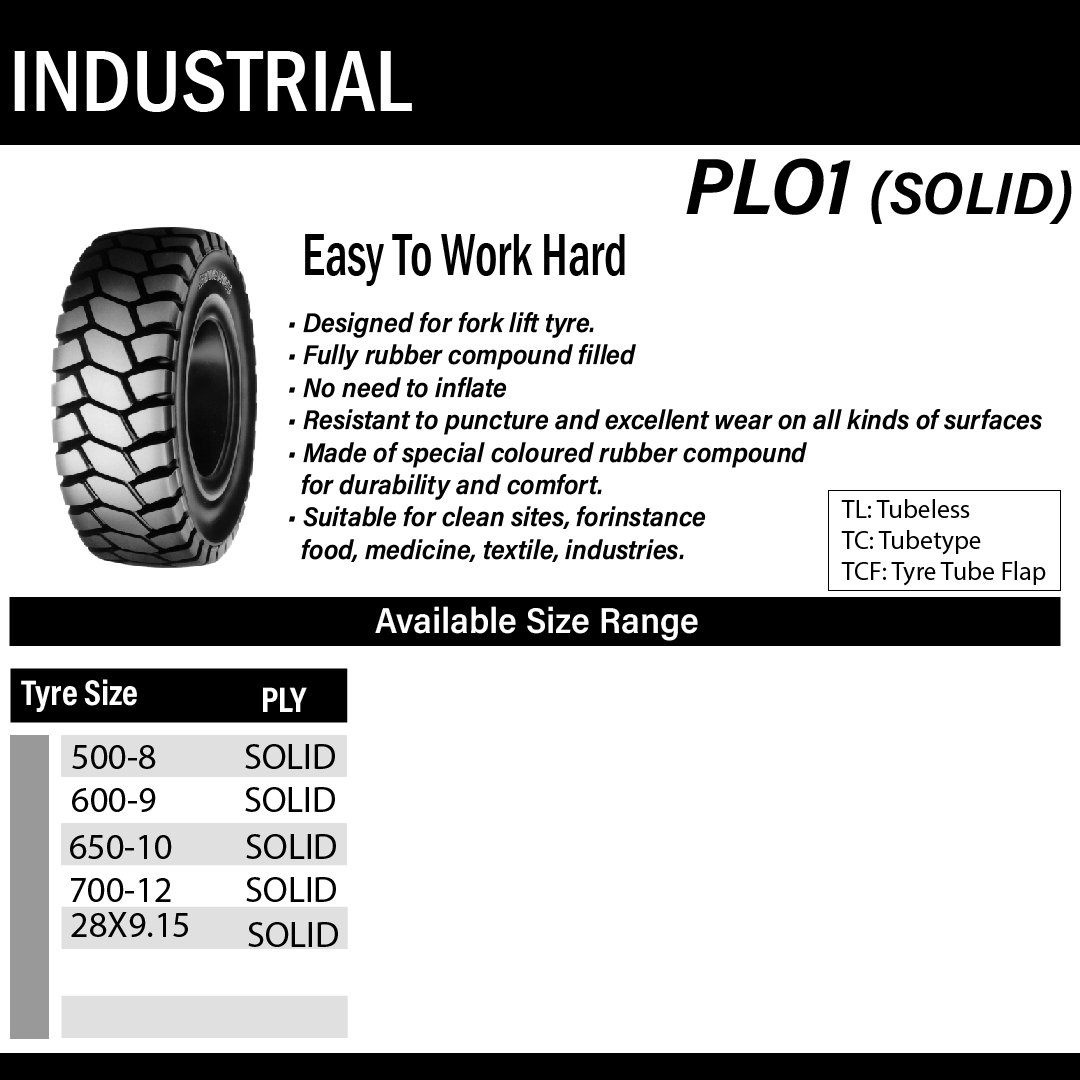 INDUSTRIAL
PL01 (SOLID)
Easy To Work Hard
· Designed for fork lift tyre.
· Fully rubber compound filled
· No need to inflate
· Resistant to puncture and excellent wear on all kinds of surfaces
· Made of special coloured rubber compound
for durability and comfort.
· Suitable for clean sites, forinstance
food, medicine, textile, industries.
TL: Tubeless
TC: Tubetype
TCF: Tyre Tube Flap
Available Size Range
Tyre Size PLY
500-8 SOLID
600-9 SOLID
650-10 SOLID
700-12 SOLID
28X9.15 SOLID